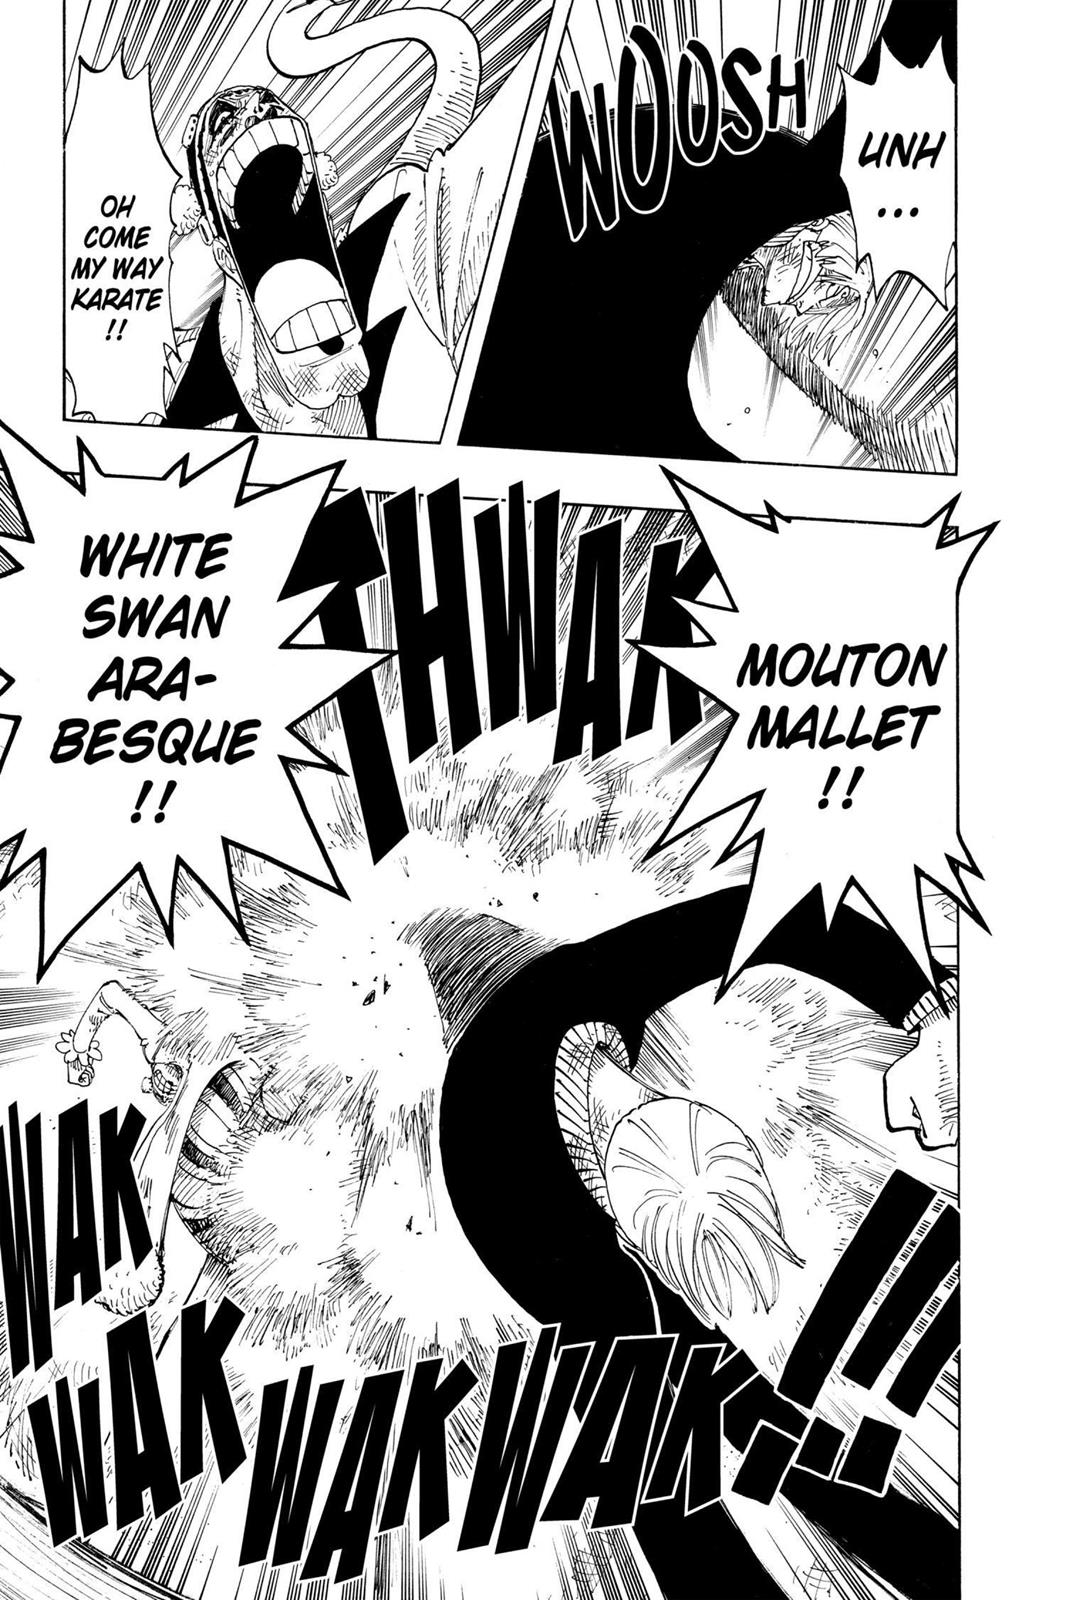 WOOSH
UNH
...
OH
COME
MY WAY
KARATE
!!
MOUTON
MALLET
!!
THWAK
WHITE
SWAN
ARA-
BESQUE
!!
WAK
WAK
WAK WAK...!!!